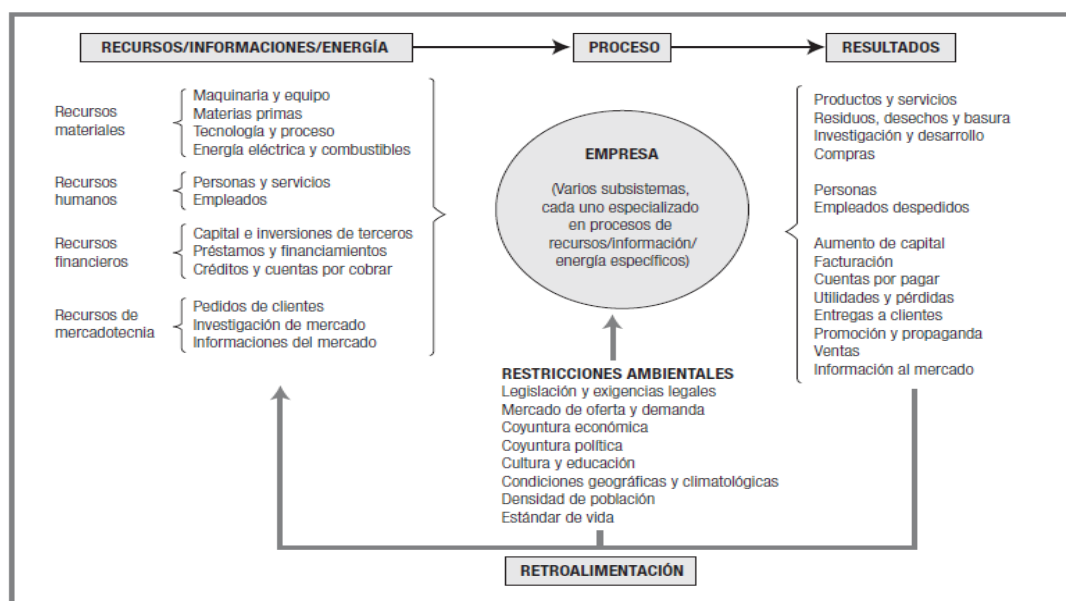 RECURSOS/INFORMACIONES/ENERGÍA
PROCESO
RESULTADOS
Recursos
materiales
Maquinaria y equipo
Materias primas
Tecnología y proceso
Energía eléctrica y combustibles
Recursos
humanos
Personas y servicios
Empleados
Recursos
financieros
Capital e inversiones de terceros
Préstamos y financiamientos
Créditos y cuentas por cobrar
Recursos de
mercadotecnia
Pedidos de clientes
Investigación de mercado
Informaciones del mercado
EMPRESA
(Varios subsistemas,
cada uno especializado
en procesos de
recursos/información/
energía específicos)
RESTRICCIONES AMBIENTALES
Legislación y exigencias legales
Mercado de oferta y demanda
Coyuntura económica
Coyuntura política
Cultura y educación
Condiciones geográficas y climatológicas
Densidad de población
Estándar de vida
Productos y servicios
Residuos, desechos y basura
Investigación y desarrollo
Compras
Personas
Empleados despedidos
Aumento de capital
Facturación
Cuentas por pagar
Utilidades y pérdidas
Entregas a clientes
Promoción y propaganda
Ventas
Información al mercado
RETROALIMENTACIÓN